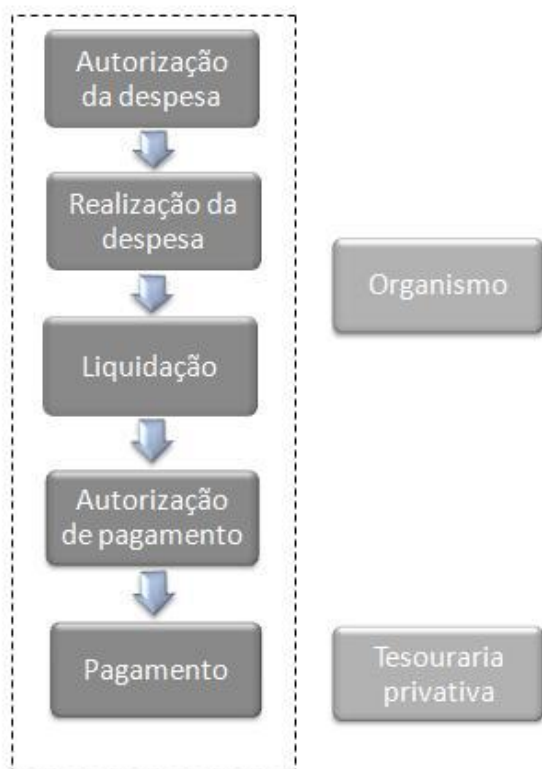 Autorização
da despesa
Realização da
despesa
Organismo
Liquidação
Autorização
de pagamento
Pagamento
Tesouraria
privativa